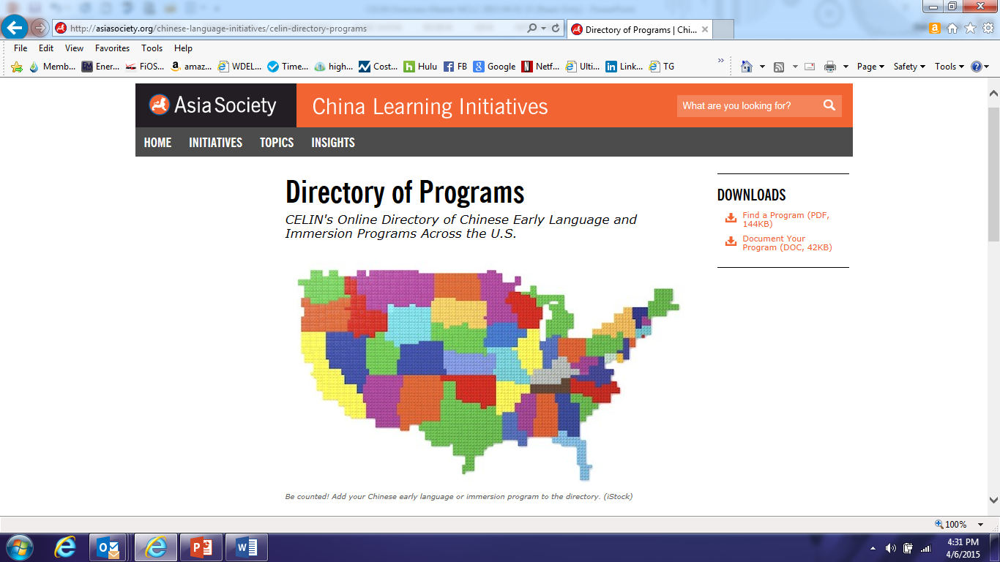 http://asiasociety.org/chinese-language-initiatives/celin-directory-programs
Directory of Programs | Chi...
File Edit View Favorites Tools Help
Memb... Ener... FiOS... amaz... WDEL... Time... high... Cost... Hulu FB Google Netf... Ulti... Link... TG
Page Safety Tools
Asia Society
China Learning Initiatives
What are you looking for?
HOME INITIATIVES TOPICS INSIGHTS
Directory of Programs
CELIN's Online Directory of Chinese Early Language and
Immersion Programs Across the U.S.
DOWNLOADS
Find a Program (PDF,
144KB)
Document Your
Program (DOC, 42KB)
Be counted! Add your Chinese early language or immersion program to the directory. (iStock)
100%
4:31 PM
4/6/2015